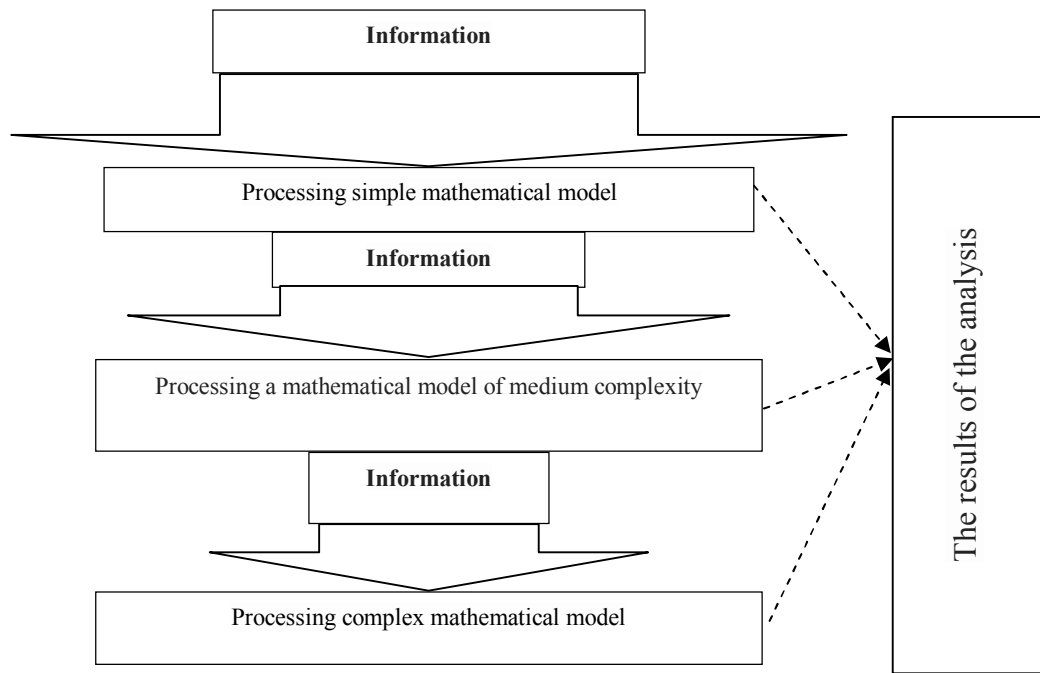 Information
Processing simple mathematical model
Information
Processing a mathematical model of medium complexity
Information
Processing complex mathematical model
The results of the analysis